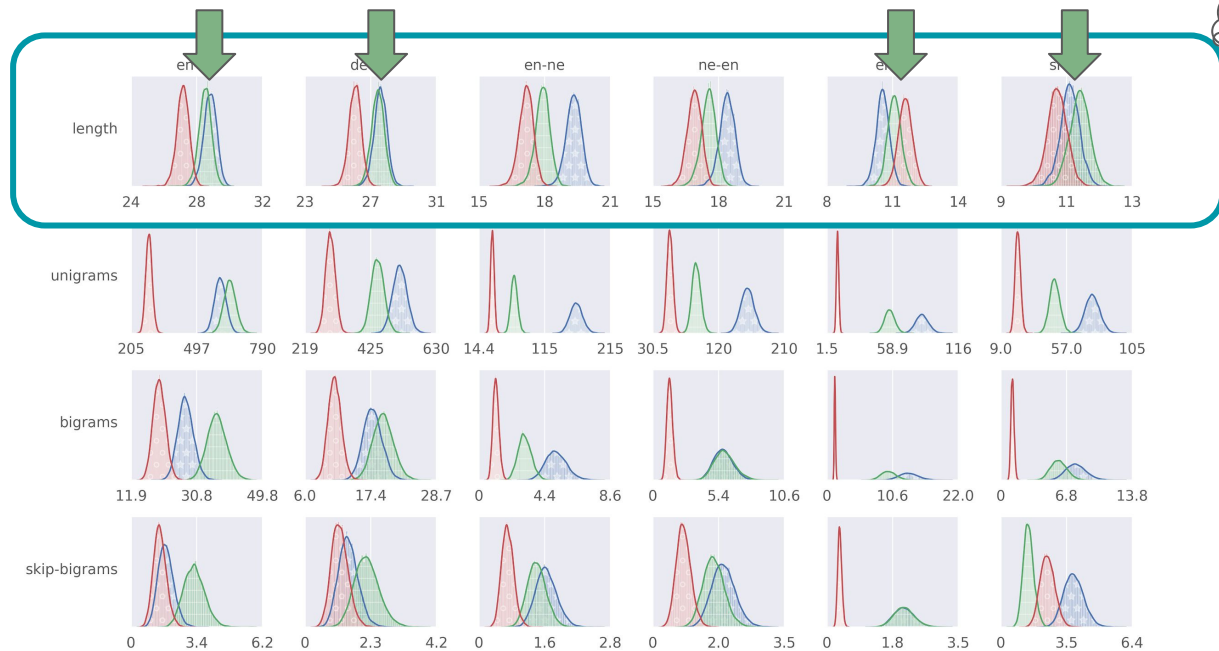 en-ne
ne-en
length
24 28 32 23 27 31 15 18 21 15 18 21 8 11 14 9 11 13
unigrams
205 497 790 219 425 630 14.4 115 215 30.5 120 210 1.5 58.9 116 9.0 57.0 105
bigrams
11.9 30.8 49.8 6.0 17.4 28.7 0 4.4 8.6 0 5.4 10.6 0 10.6 22.0 0 6.8 13.8
skip-bigrams
0 3.4 6.2 0 2.3 4.2 0 1.6 2.8 0 2.0 3.5 0 1.8 3.5 0 3.5 6.4